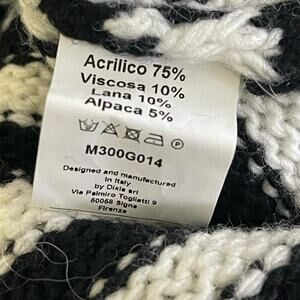 Acrilico 75%
Viscosa 10%
Lana 10%
Alpaca 5%
M300G014
Designed and manufactured
in Italy
by Dixie srl
Via Palmiro Togliatti 9
50058 Signa
Firenze